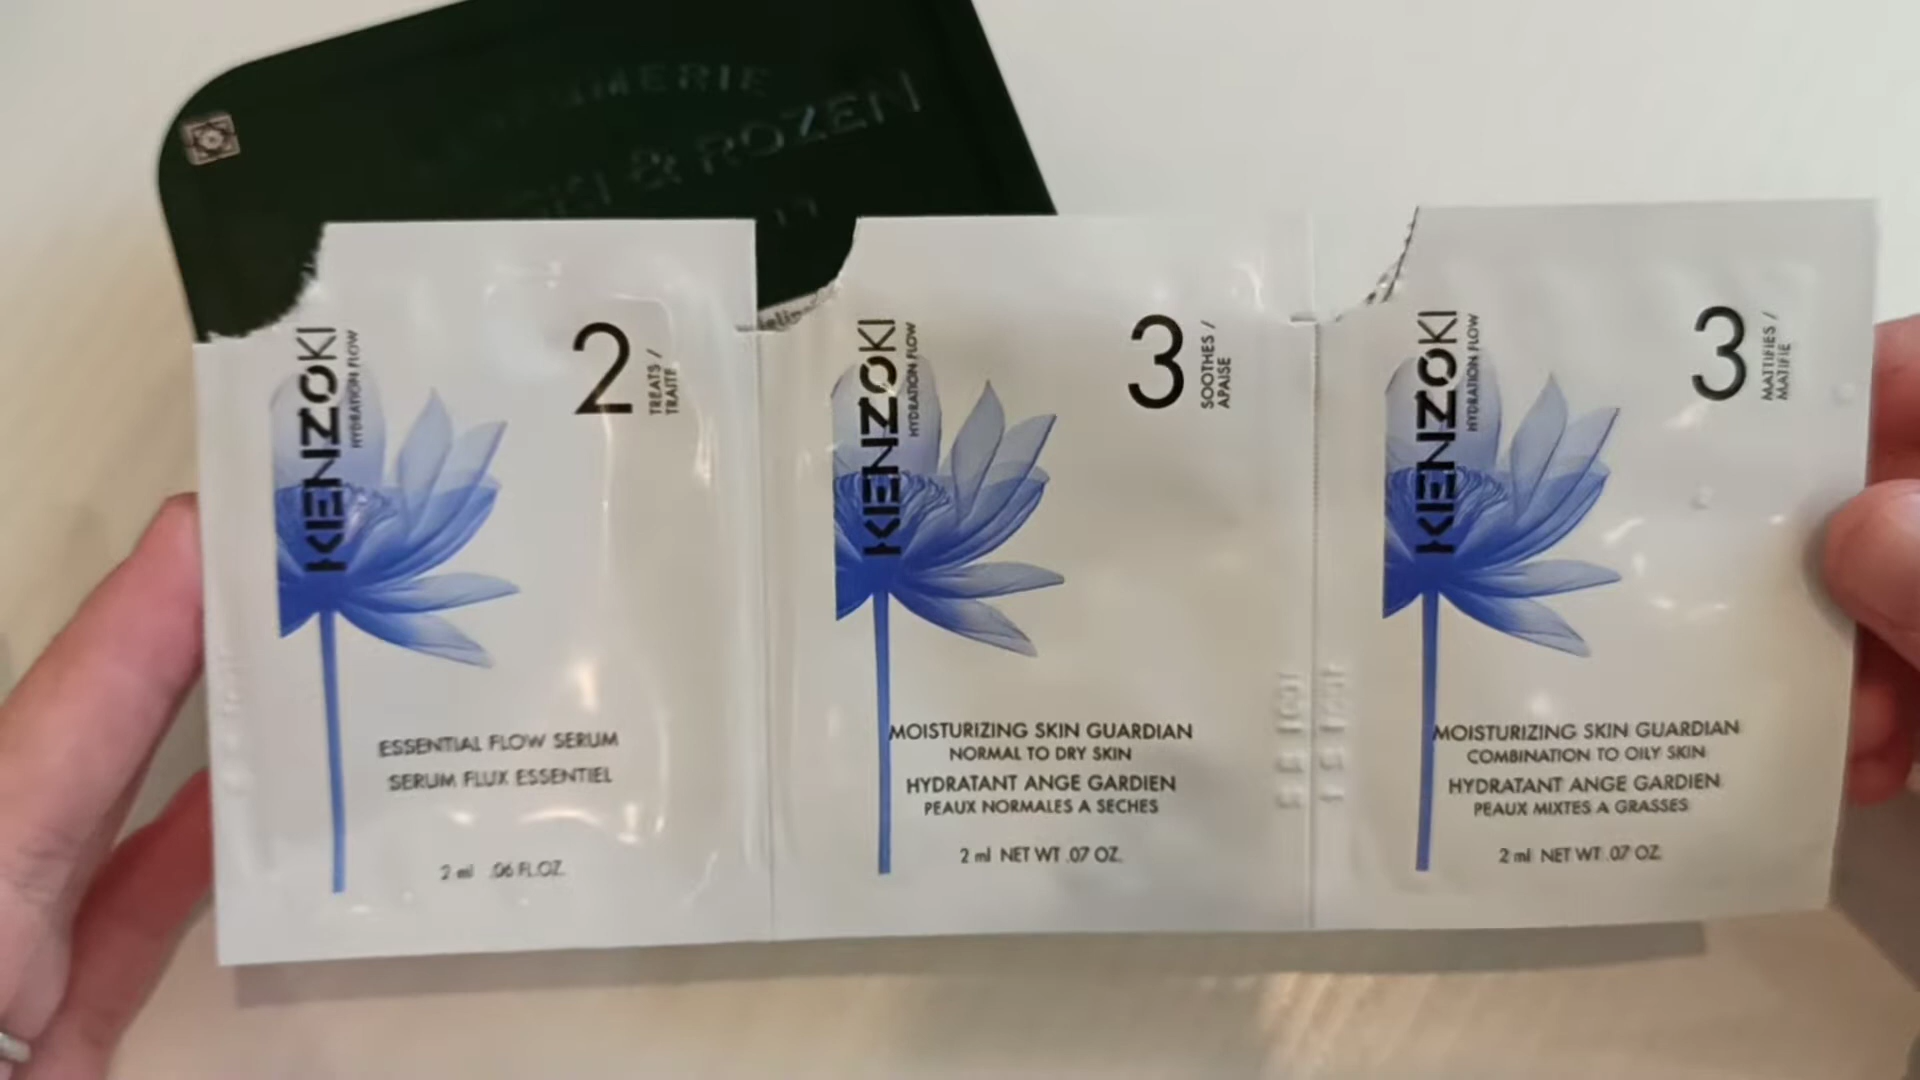 & ROZEN
KENZOKI
HYDRATION FLOW
2
TREATS /
TRAITE
ESSENTIAL FLOW SERUM
SERUM FLUX ESSENTIEL
2 ml .06 FL.OZ.
KENZOKI
HYDRATION FLOW
3
SOOTHES /
APAISE
MOISTURIZING SKIN GUARDIAN
NORMAL TO DRY SKIN
HYDRATANT ANGE GARDIEN
PEAUX NORMALES A SECHES
2 ml NET WT .07 OZ.
KENZOKI
HYDRATION FLOW
3
MATTIFIES /
MATIFIE
MOISTURIZING SKIN GUARDIAN
COMBINATION TO OILY SKIN
HYDRATANT ANGE GARDIEN
PEAUX MIXTES A GRASSES
2 ml NET WT .07 OZ.